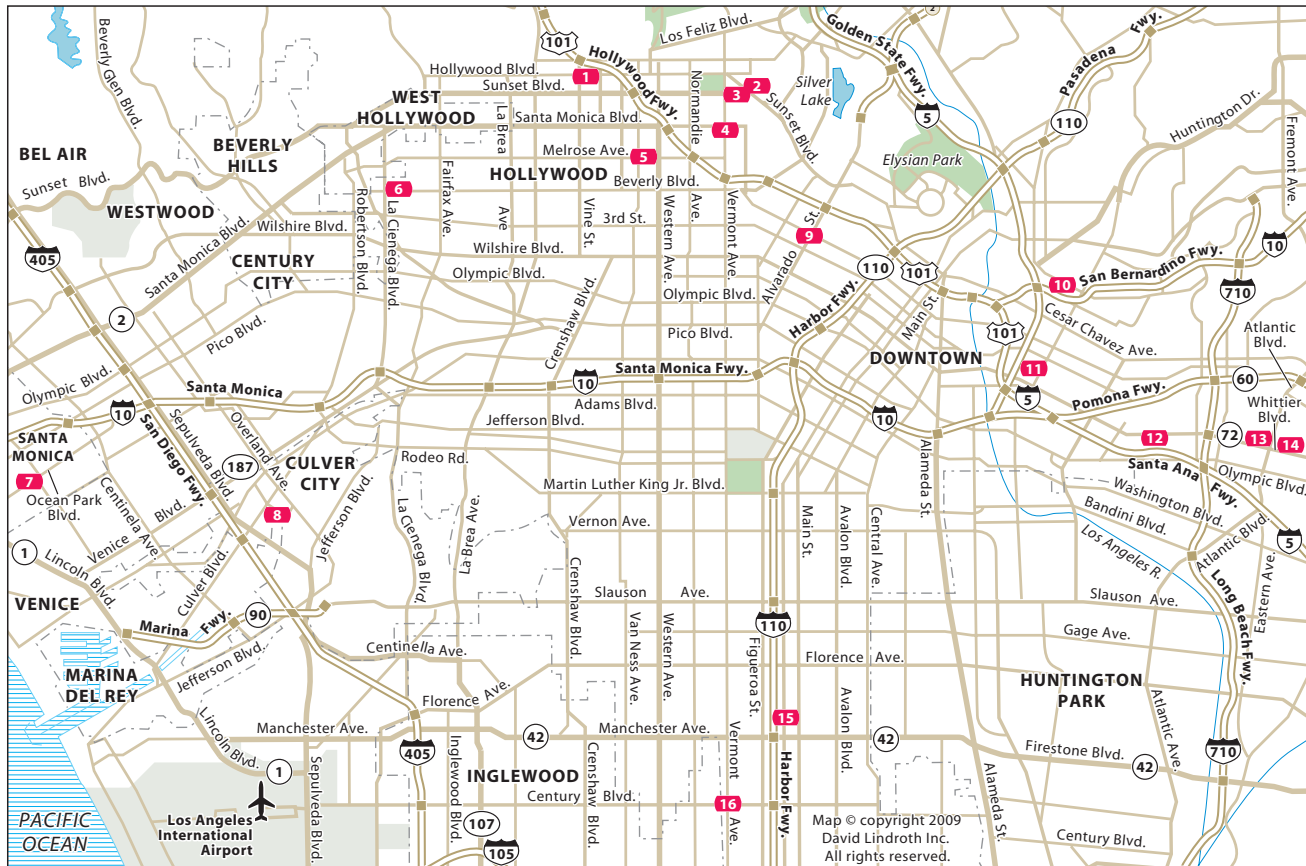 Beverly Glen Blvd.
101
Hollywood Fwy.
Los Feliz Blvd.
Golden State Fwy.
2
Pasadena Fwy.
Hollywood Blvd.
1
Sunset Blvd.
Normandie Ave.
3
2
Sunset Blvd.
Silver
Lake
5
110
Huntington Dr.
Fremont Ave.
WEST
HOLLYWOOD
La Brea Ave
Santa Monica Blvd.
4
BEL AIR
BEVERLY
HILLS
Melrose Ave.
5
Elysian Park
HOLLYWOOD
Beverly Blvd.
Sunset Blvd.
WESTWOOD
Robertson Blvd.
6
La Cienega Blvd.
Fairfax Ave.
Vine St.
3rd St.
Western Ave.
Vermont Ave.
Alvarado St.
9
Wilshire Blvd.
Wilshire Blvd.
405
Santa Monica Blvd.
CENTURY
CITY
Olympic Blvd.
Olympic Blvd.
110
101
10
San Bernardino Fwy.
10
710
2
Pico Blvd.
Crenshaw Blvd.
Pico Blvd.
Harbor Fwy.
Main St.
101
Cesar Chavez Ave.
Atlantic
Blvd.
DOWNTOWN
11
Olympic Blvd.
Santa Monica
10
Santa Monica Fwy.
5
Pomona Fwy.
60
10
San Diego Fwy.
Sepulveda Blvd.
Overland Ave.
Adams Blvd.
Jefferson Blvd.
10
Alameda St.
Whittier
Blvd.
12
72
13
14
SANTA
MONICA
7
Ocean Park
Blvd.
Centinela Ave.
187
CULVER
CITY
Rodeo Rd.
Santa Ana Fwy.
Olympic Blvd.
Martin Luther King Jr. Blvd.
Washington Blvd.
Bandini Blvd.
8
Venice Blvd.
Jefferson Blvd.
La Cienega Blvd.
La Brea Ave.
Vernon Ave.
Main St.
Avalon Blvd.
Central Ave.
Los Angeles R.
Atlantic Blvd.
5
1
Lincoln Blvd.
Culver Blvd.
Crenshaw Blvd.
Long Beach Fwy.
Eastern Ave.
VENICE
90
Slauson Ave.
Slauson Ave.
Marina Fwy.
Van Ness Ave.
Western Ave.
110
Figueroa St.
Gage Ave.
Jefferson Blvd.
Centinella Ave.
Florence Ave.
MARINA
DEL REY
HUNTINGTON
PARK
Lincoln Blvd.
Florence Ave.
Atlantic Ave.
15
Avalon Blvd.
Manchester Ave.
42
Manchester Ave.
42
Firestone Blvd.
42
710
405
Inglewood Blvd.
INGLEWOOD
Crenshaw Blvd.
Vermont Ave.
Harbor Fwy.
Alameda St.
1
Sepulveda Blvd.
Century Blvd.
16
PACIFIC
OCEAN
Los Angeles
International
Airport
107
105
Map © copyright 2009
David Lindroth Inc.
All rights reserved.
Century Blvd.